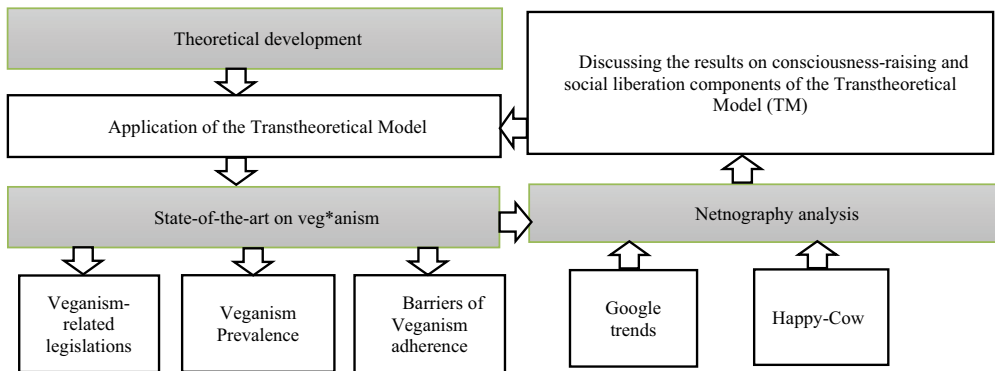 Theoretical development
Discussing the results on consciousness-raising and
social liberation components of the Transtheoretical
Model (TM)
Application of the Transtheoretical Model
State-of-the-art on veg*anism
Netnography analysis
Veganism-
related
legislations
Veganism
Prevalence
Barriers of
Veganism
adherence
Google
trends
Happy-Cow